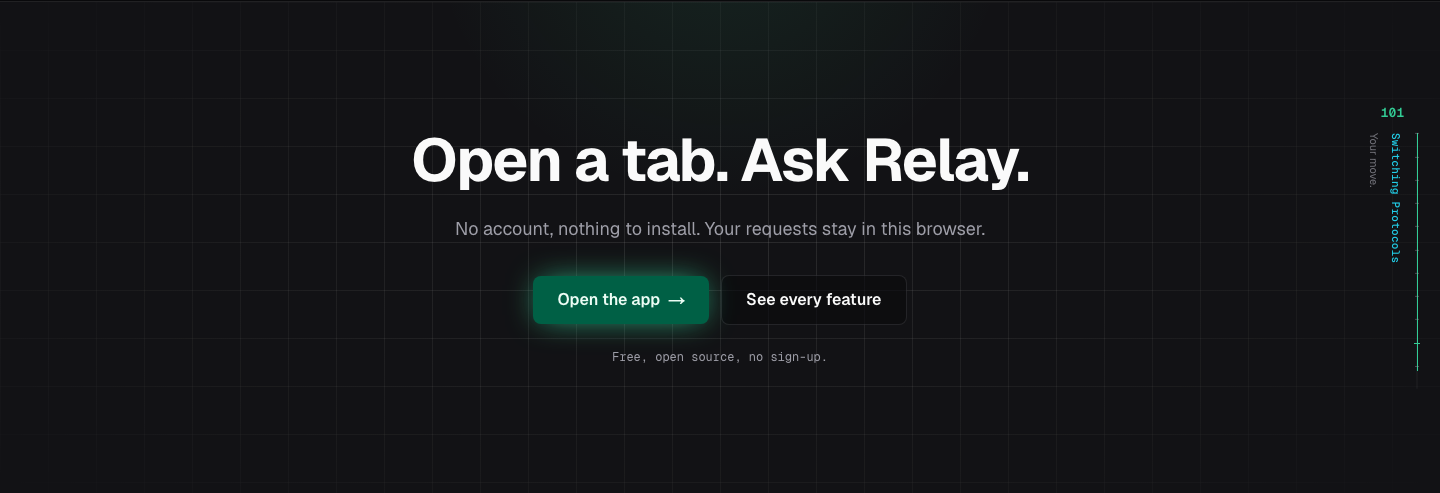 Open a tab. Ask Relay.
No account, nothing to install. Your requests stay in this browser.
Open the app →
See every feature
Free, open source, no sign-up.
101
Switching Protocols
Your move.